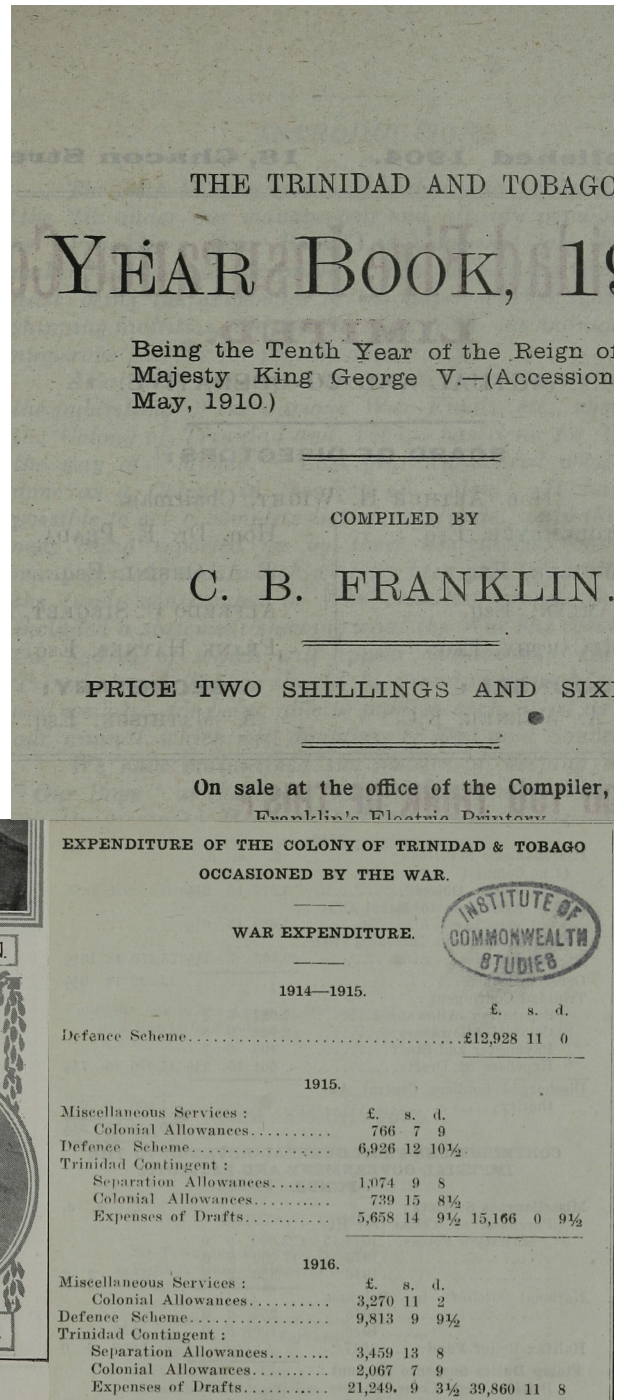 THE TRINIDAD AND TOBAGO
YEAR BOOK, 19
Being the Tenth Year of the Reign of
Majesty King George V.—(Accession
May, 1910.)
COMPILED BY
C. B. FRANKLIN.
PRICE TWO SHILLINGS AND SIX
On sale at the office of the Compiler,
Franklin's Electric Printery
EXPENDITURE OF THE COLONY OF TRINIDAD & TOBAGO
OCCASIONED BY THE WAR.
INSTITUTE OF
COMMONWEALTH
STUDIES
WAR EXPENDITURE.
N.
1914—1915.
£. s. d.
Defence Scheme................................£12,928 11 0
1915.
Miscellaneous Services : £. s. d.
Colonial Allowances.......... 766 7 9
Defence Scheme................. 6,926 12 10½
Trinidad Contingent :
Separation Allowances........ 1,074 9 8
Colonial Allowances.......... 739 15 8½
Expenses of Drafts........... 5,658 14 9½ 15,166 0 9½
1916.
Miscellaneous Services : £. s. d.
Colonial Allowances.......... 3,270 11 2
Defence Scheme................. 9,813 9 9½
Trinidad Contingent :
Separation Allowances........ 3,459 13 8
Colonial Allowances.......... 2,067 7 9
Expenses of Drafts........... 21,249. 9 3½ 39,860 11 8